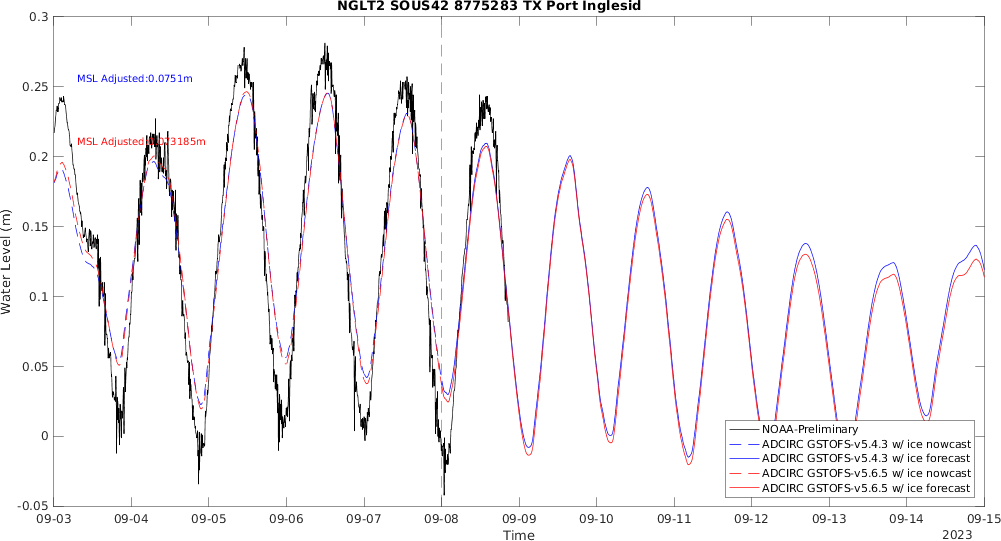 NGLT2 SOUS42 8775283 TX Port Inglesid
0.3
0.25
0.2
0.15
0.1
0.05
0
-0.05
Water Level (m)
MSL Adjusted:0.0751m
MSL Adjusted:0.073185m
NOAA-Preliminary
ADCIRC GSTOFS-v5.4.3 w/ ice nowcast
ADCIRC GSTOFS-v5.4.3 w/ ice forecast
ADCIRC GSTOFS-v5.6.5 w/ ice nowcast
ADCIRC GSTOFS-v5.6.5 w/ ice forecast
09-03 09-04 09-05 09-06 09-07 09-08 09-09 09-10 09-11 09-12 09-13 09-14 09-15
Time
2023